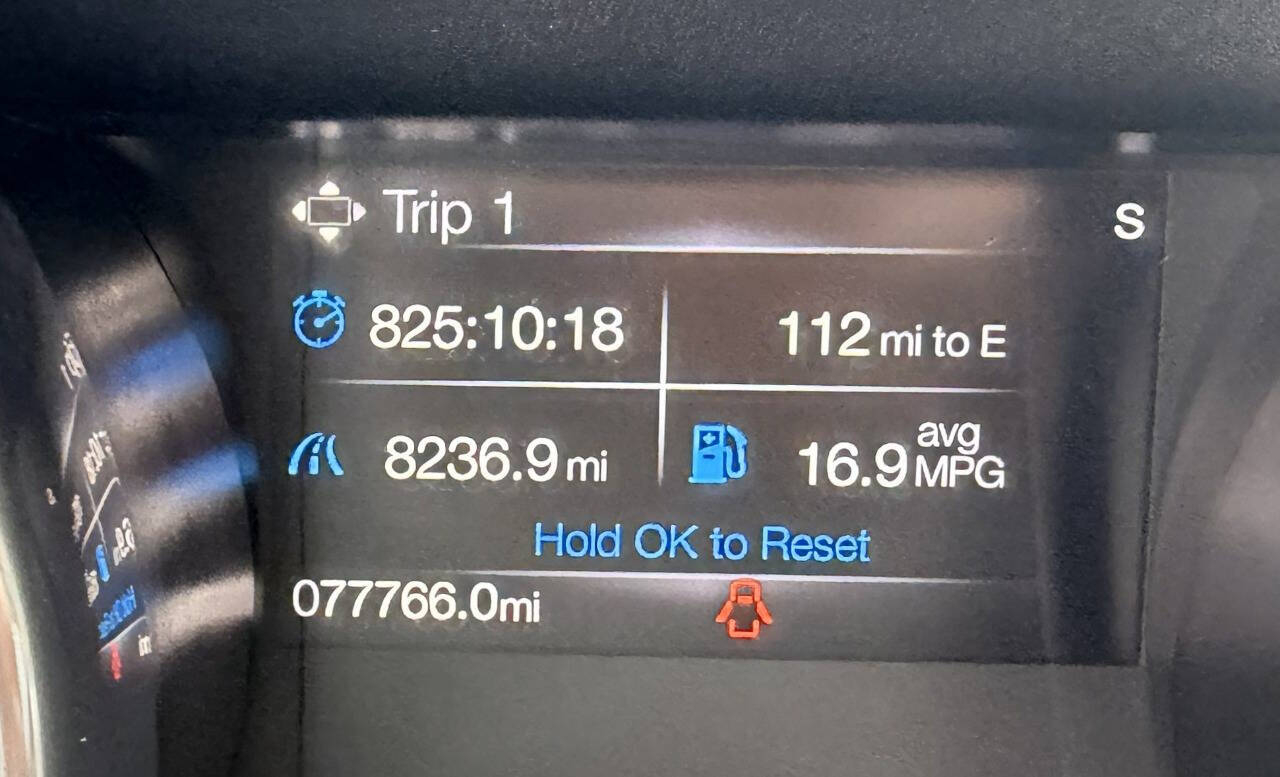 Trip 1
S
825:10:18
112 mi to E
8236.9 mi
16.9 avg MPG
Hold OK to Reset
077766.0mi